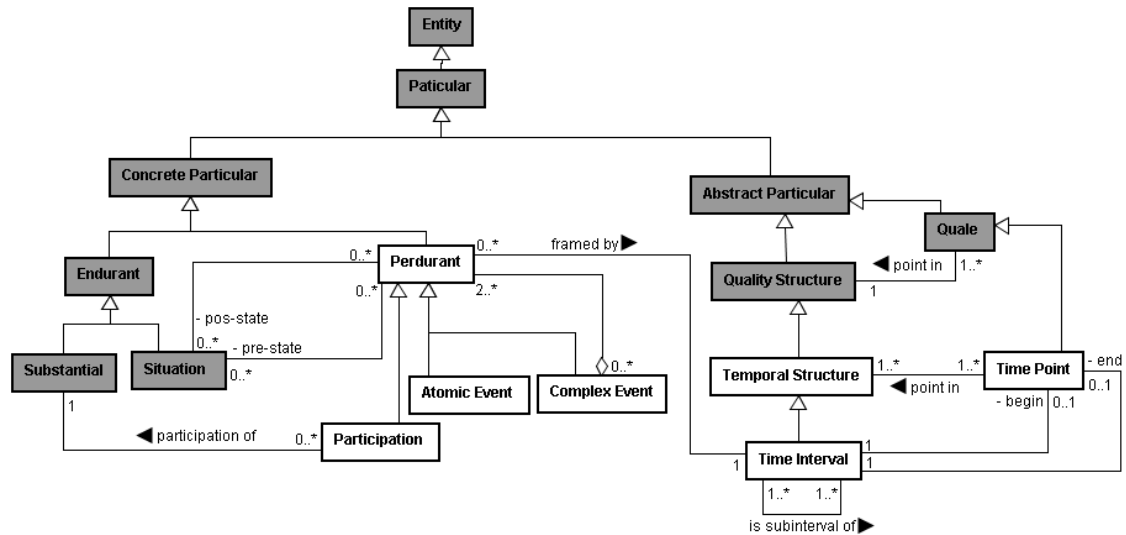 Entity
Paticular
Concrete Particular
Abstract Particular
Quale
0..*
framed by ▶
Perdurant
0..*
Endurant
◀ point in
1..*
Quality Structure
1
0..*
2..*
- pos-state
0..*
- pre-state
0..*
Substantial
Situation
0..*
Atomic Event
Complex Event
Temporal Structure
1..*
1..*
◀ point in
Time Point
- end
0..1
- begin
0..1
1
◀ participation of
0..*
Participation
1
Time Interval
1
1
1..*
1..*
is subinterval of ▶